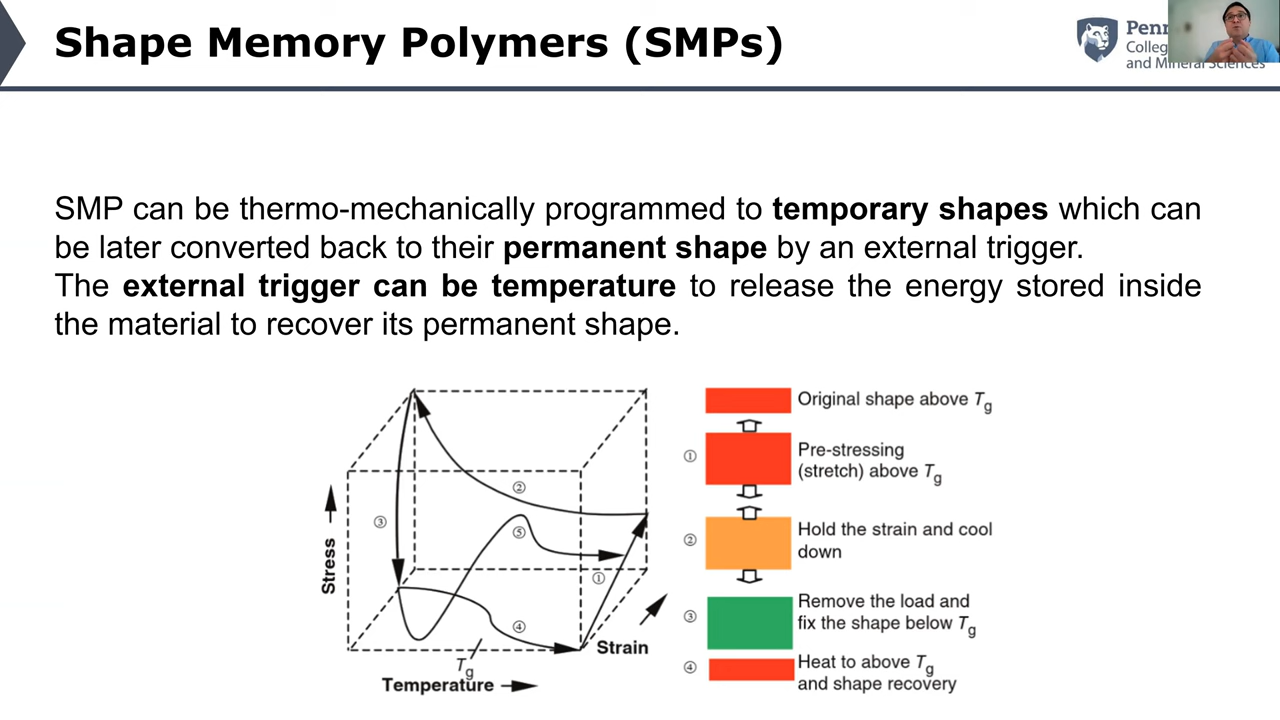 Shape Memory Polymers (SMPs)
Colleg
and Mineral Sciences
SMP can be thermo-mechanically programmed to temporary shapes which can
be later converted back to their permanent shape by an external trigger.
The external trigger can be temperature to release the energy stored inside
the material to recover its permanent shape.
Stress
③
②
⑤
①
④
Strain
Tg
Temperature
Original shape above Tg
① Pre-stressing
(stretch) above Tg
② Hold the strain and cool
down
③ Remove the load and
fix the shape below Tg
④ Heat to above Tg
and shape recovery